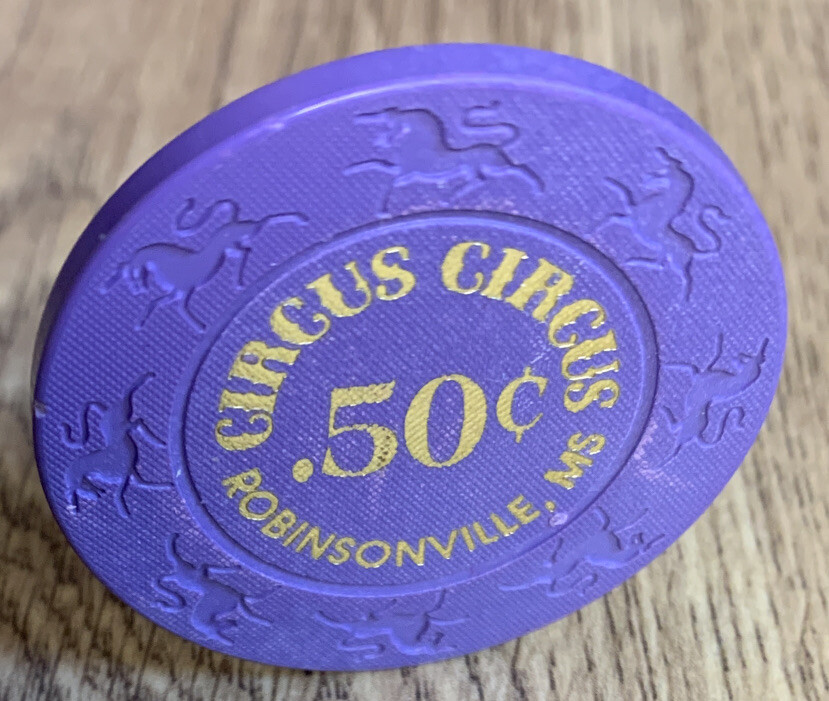 CIRCUS CIRCUS
.50¢
ROBINSONVILLE, MS